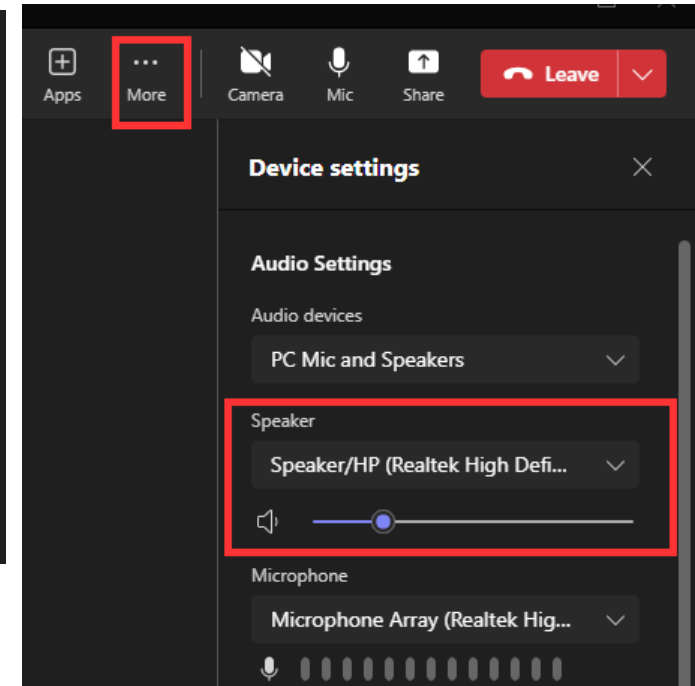 Apps More Camera Mic Share Leave
Device settings
Audio Settings
Audio devices
PC Mic and Speakers
Speaker
Speaker/HP (Realtek High Defi...
Microphone
Microphone Array (Realtek Hig...